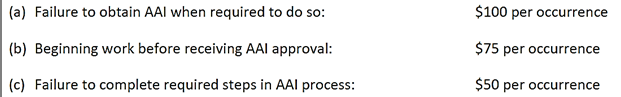 (a) Failure to obtain AAI when required to do so: $100 per occurrence
(b) Beginning work before receiving AAI approval: $75 per occurrence
(c) Failure to complete required steps in AAI process: $50 per occurrence